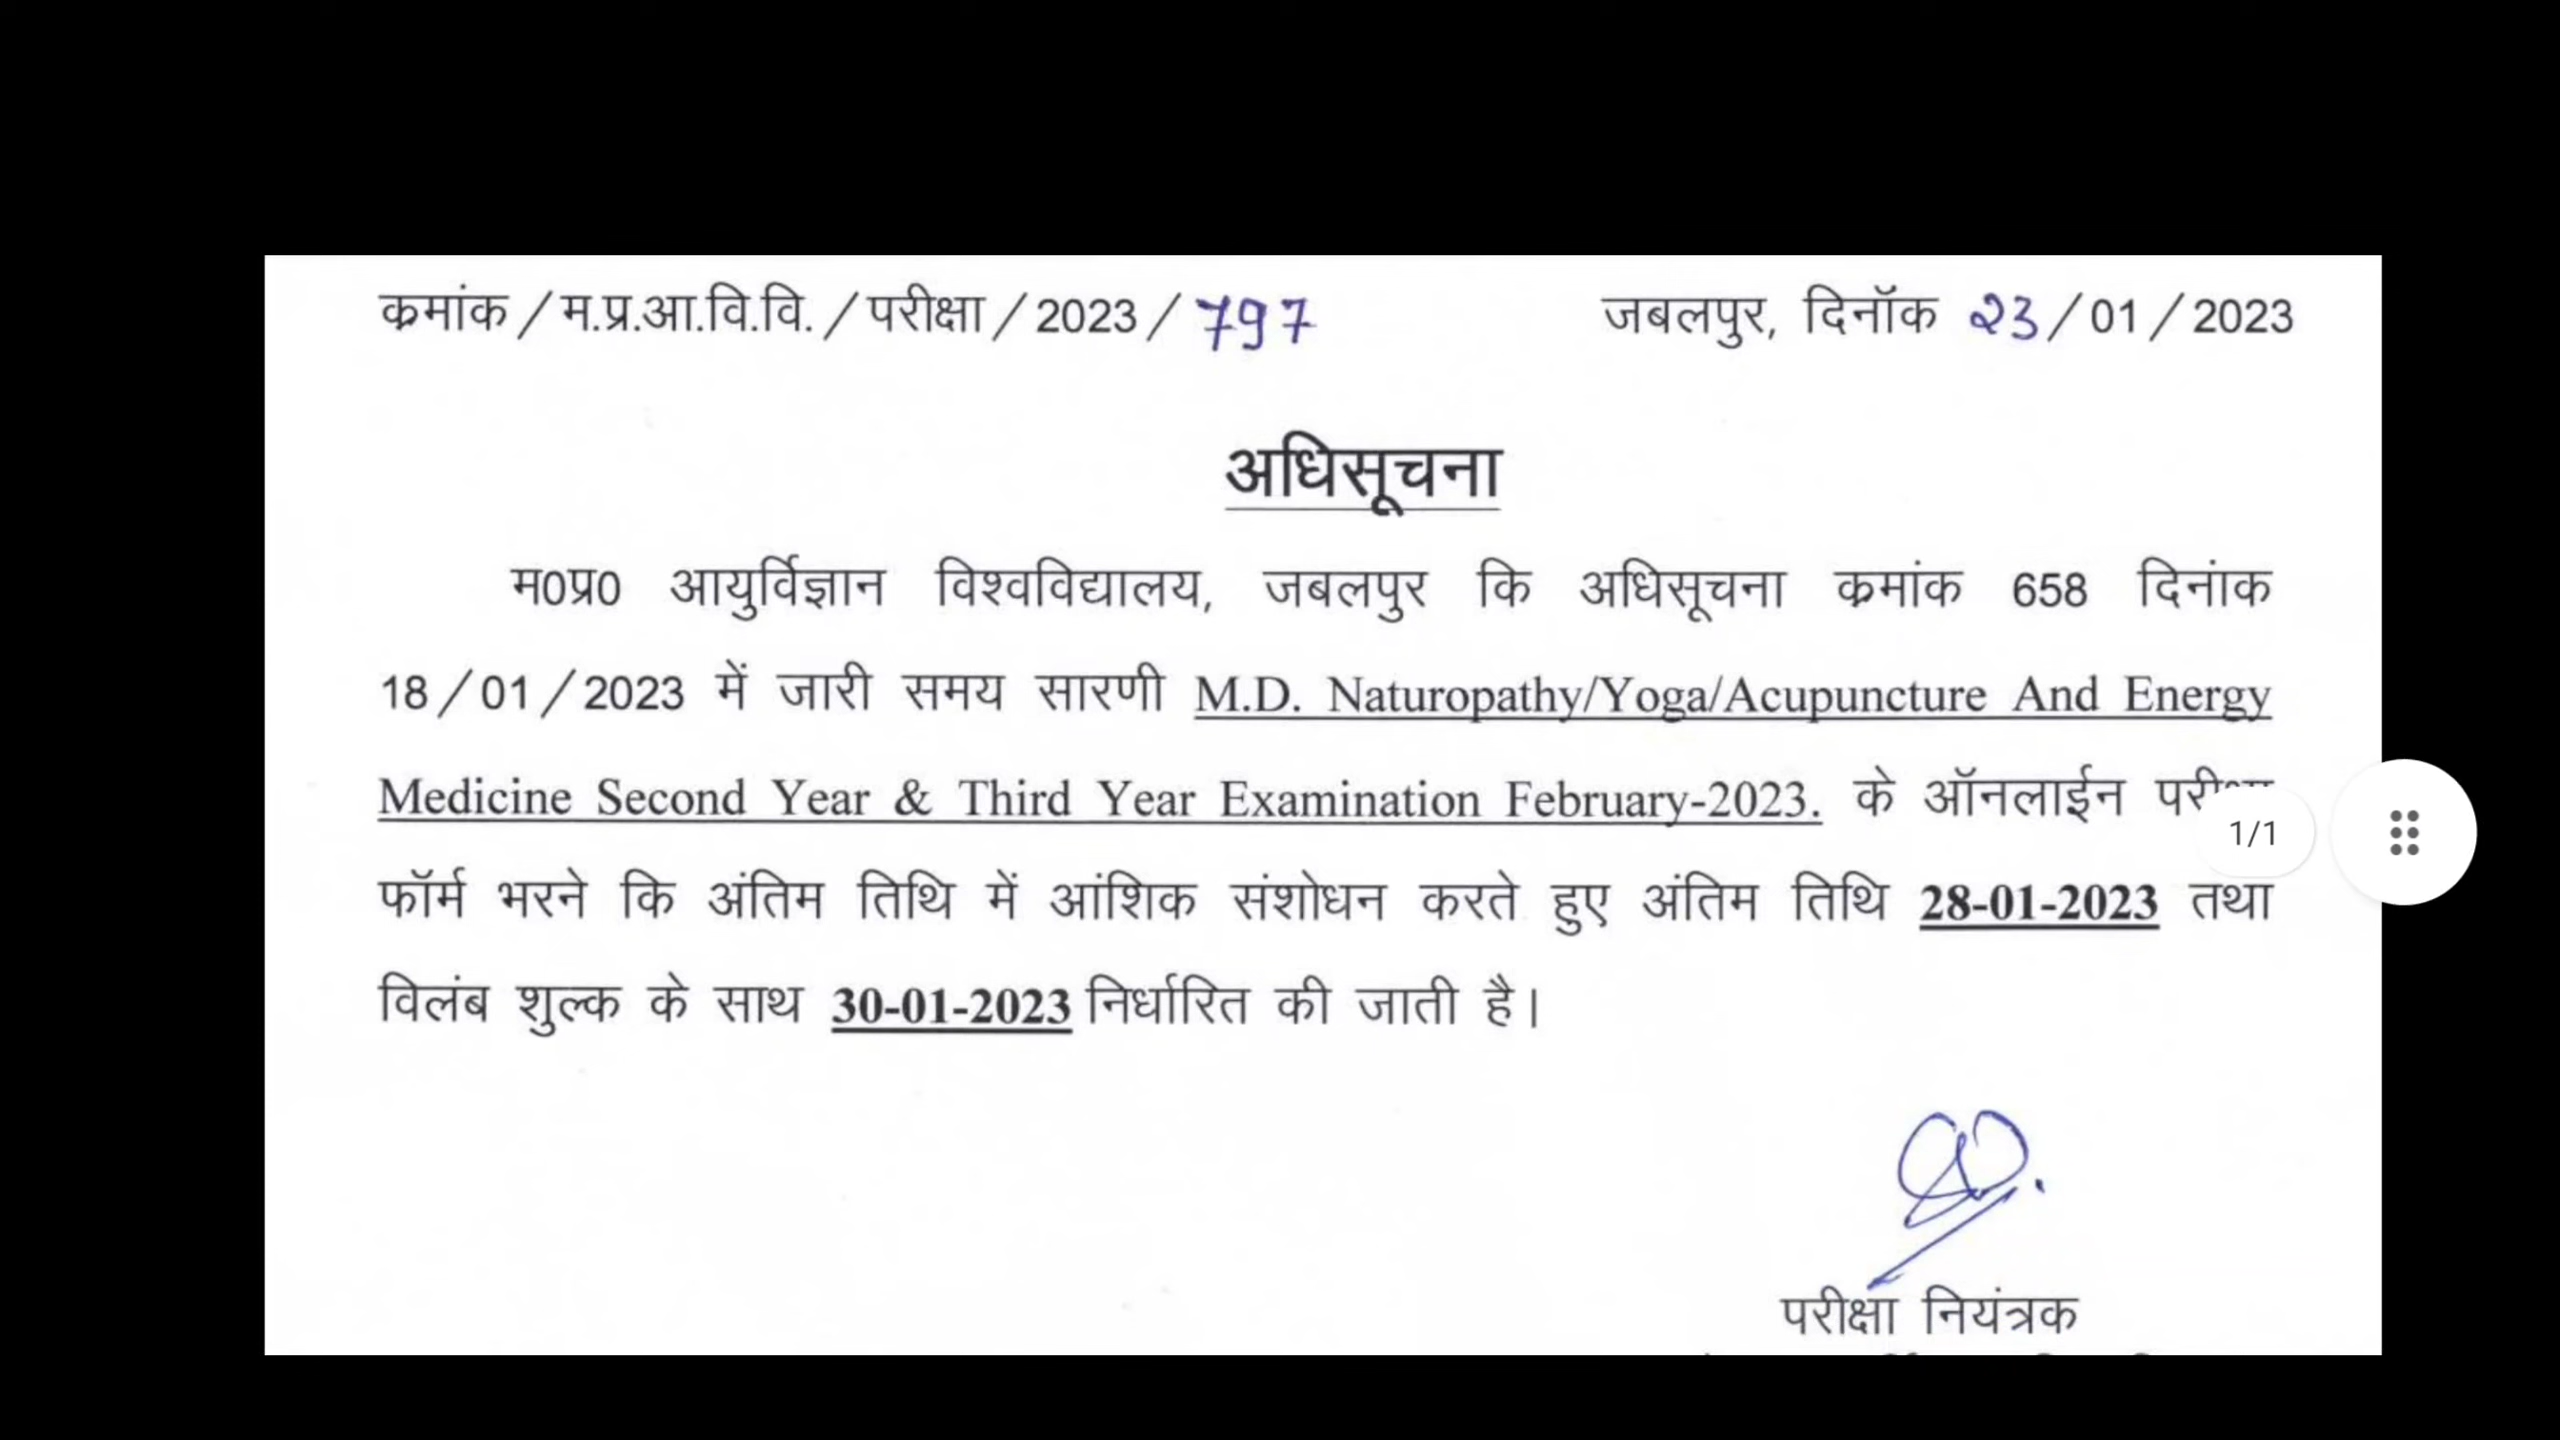 क्रमांक/म.प्र.आ.वि.वि./परीक्षा/2023/797 जबलपुर, दिनॉक 23/01/2023
अधिसूचना
म0प्र0 आयुर्विज्ञान विश्वविद्यालय, जबलपुर कि अधिसूचना क्रमांक 658 दिनांक
18/01/2023 में जारी समय सारणी M.D. Naturopathy/Yoga/Acupuncture And Energy
Medicine Second Year & Third Year Examination February-2023. के ऑनलाईन
1/1
फॉर्म भरने कि अंतिम तिथि में आंशिक संशोधन करते हुए अंतिम तिथि 28-01-2023 तथा
विलंब शुल्क के साथ 30-01-2023 निर्धारित की जाती है।
परीक्षा नियंत्रक